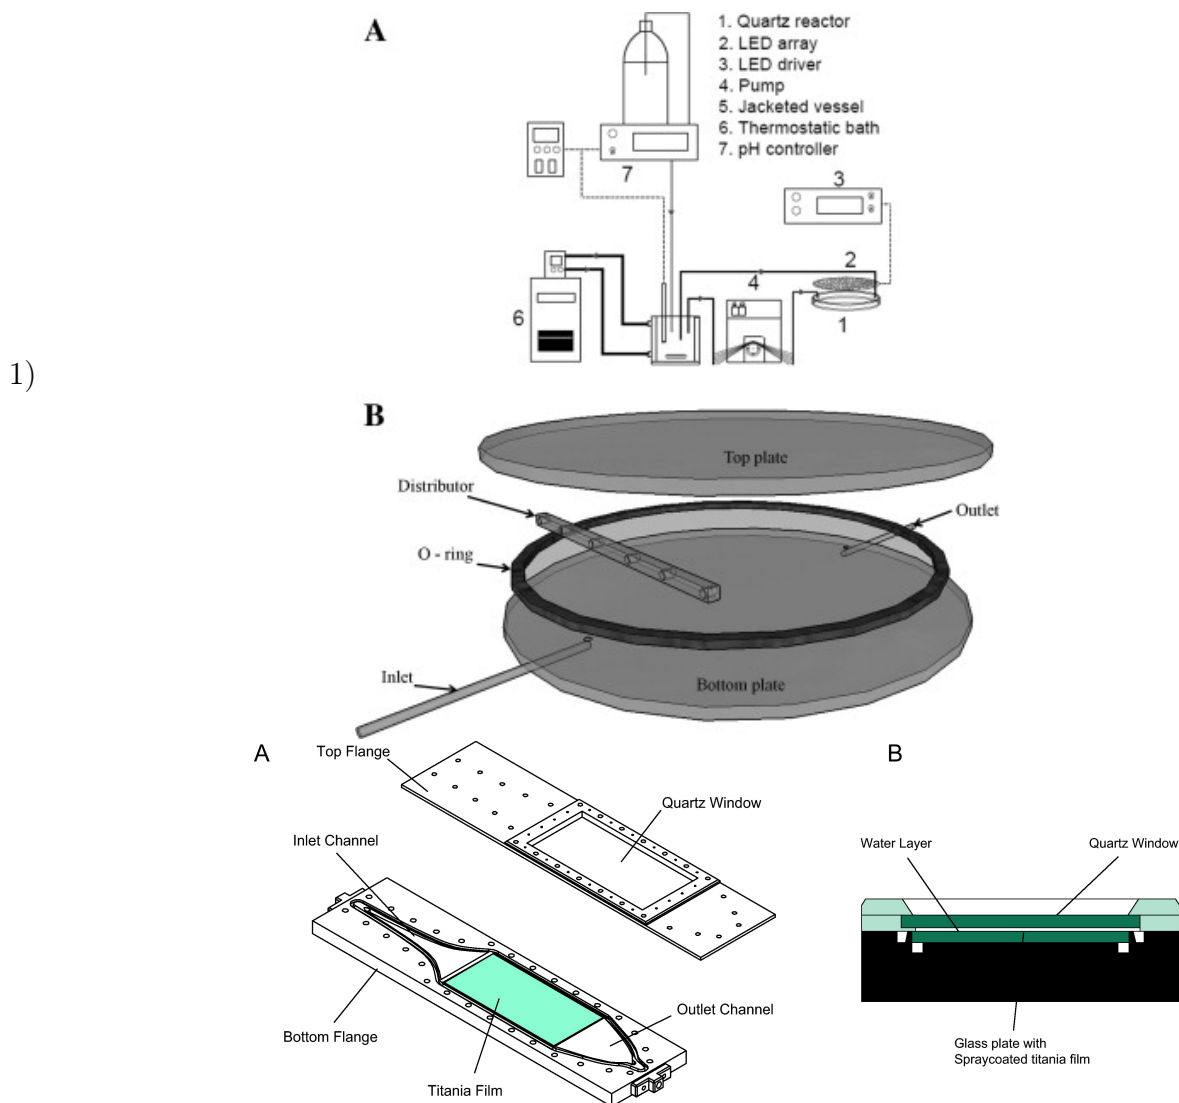 A
1. Quartz reactor
2. LED array
3. LED driver
4. Pump
5. Jacketed vessel
6. Thermostatic bath
7. pH controller
7
3
2
4
6
1
1)
B
Top plate
Distributor
Outlet
O - ring
Inlet
Bottom plate
A
Top Flange
Quartz Window
Inlet Channel
Outlet Channel
Bottom Flange
Titania Film
B
Water Layer
Quartz Window
Glass plate with
Spraycoated titania film